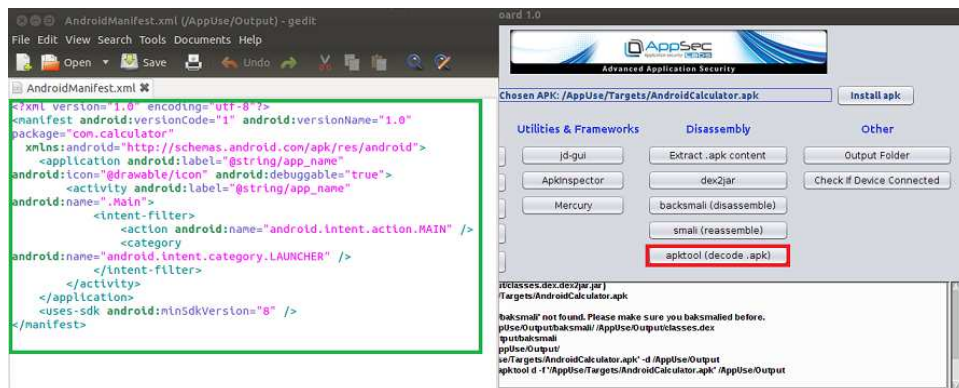 AndroidManifest.xml (/AppUse/Output) - gedit
File Edit View Search Tools Documents Help
Open Save Undo
AndroidManifest.xml
<?xml version="1.0" encoding="utf-8"?>
<manifest android:versionCode="1" android:versionName="1.0"
package="com.calculator"
xmlns:android="http://schemas.android.com/apk/res/android">
<application android:label="@string/app_name"
android:icon="@drawable/icon" android:debuggable="true">
<activity android:label="@string/app_name"
android:name=".Main">
<intent-filter>
<action android:name="android.intent.action.MAIN" />
<category
android:name="android.intent.category.LAUNCHER" />
</intent-filter>
</activity>
</application>
<uses-sdk android:minSdkVersion="8" />
</manifest>
oard 1.0
AppSec
LABS
Advanced Application Security
Chosen APK: /AppUse/Targets/AndroidCalculator.apk
Install apk
Utilities & Frameworks Disassembly Other
jd-gui Extract .apk content Output Folder
ApkInspector dex2jar Check If Device Connected
Mercury backsmali (disassemble)
smali (reassemble)
apktool (decode .apk)
it/classes.dex.dex2jar.jar)
/Targets/AndroidCalculator.apk
/baksmali' not found. Please make sure you baksmalied before.
pUse/Output/baksmali/ /AppUse/Output/classes.dex
tput/baksmali
ppUse/Output/
se/Targets/AndroidCalculator.apk' -d /AppUse/Output
apktool d -f '/AppUse/Targets/AndroidCalculator.apk' /AppUse/Output